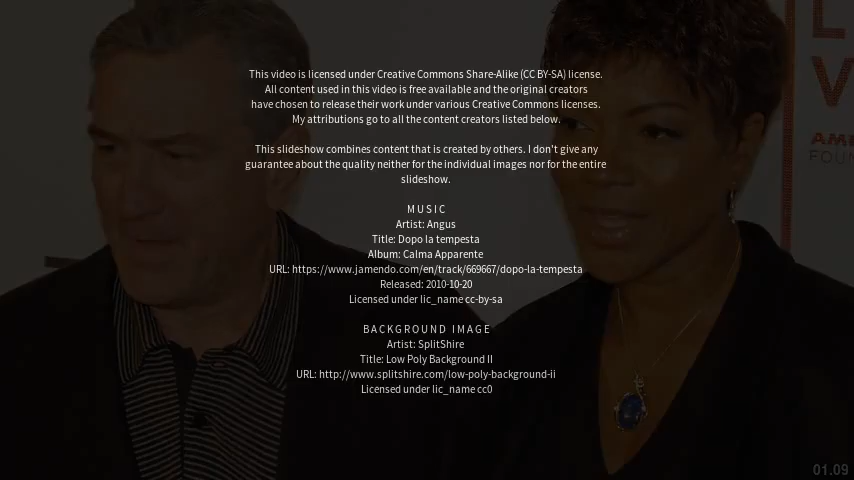 This video is licensed under Creative Commons Share-Alike (CC BY-SA) license.
All content used in this video is free available and the original creators
have chosen to release their work under various Creative Commons licenses.
My attributions go to all the content creators listed below.
This slideshow combines content that is created by others. I don't give any
guarantee about the quality neither for the individual images nor for the entire
slideshow.
MUSIC
Artist: Angus
Title: Dopo la tempesta
Album: Calma Apparente
URL: https://www.jamendo.com/en/track/669667/dopo-la-tempesta
Released: 2010-10-20
Licensed under lic_name cc-by-sa
BACKGROUND IMAGE
Artist: SplitShire
Title: Low Poly Background II
URL: http://www.splitshire.com/low-poly-background-ii
Licensed under lic_name cc0
01.09